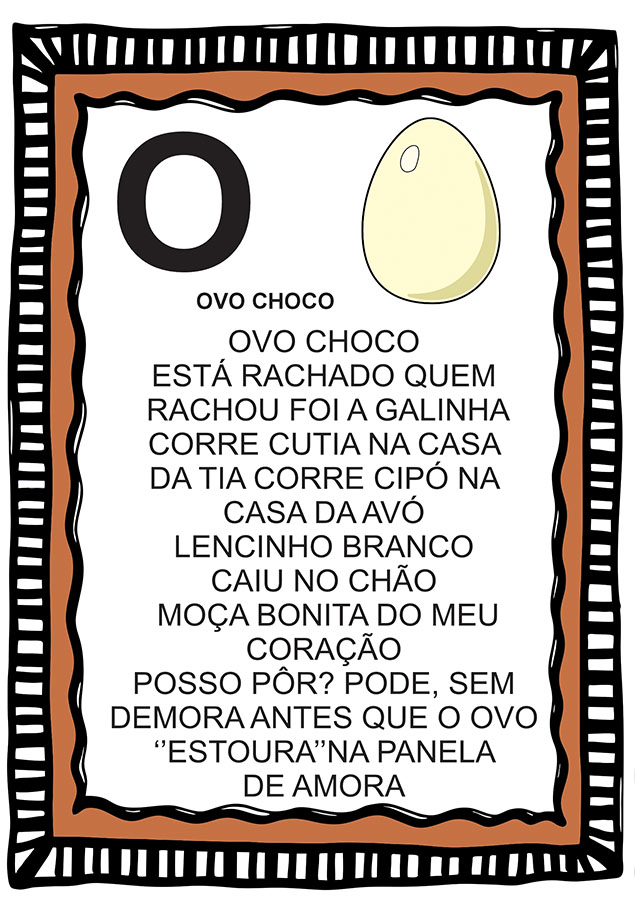 O
OVO CHOCO
OVO CHOCO
ESTÁ RACHADO QUEM
RACHOU FOI A GALINHA
CORRE CUTIA NA CASA
DA TIA CORRE CIPÓ NA
CASA DA AVÓ
LENCINHO BRANCO
CAIU NO CHÃO
MOÇA BONITA DO MEU
CORAÇÃO
POSSO PÔR? PODE, SEM
DEMORA ANTES QUE O OVO
‘’ESTOURA’’NA PANELA
DE AMORA